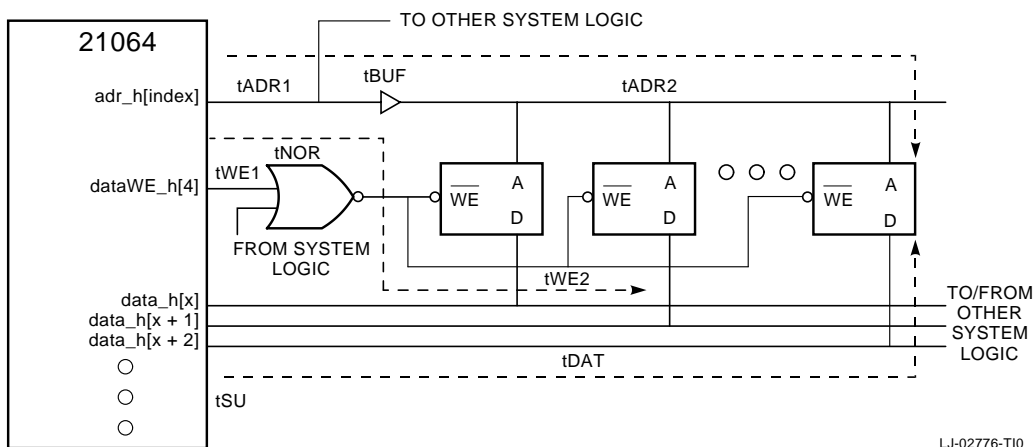 TO OTHER SYSTEM LOGIC
21064
tBUF
adr_h[index]
tADR1
tADR2
tNOR
tWE1
dataWE_h[4]
WE
A
D
WE
A
D
WE
A
D
FROM SYSTEM
LOGIC
tWE2
data_h[x]
data_h[x + 1]
data_h[x + 2]
TO/FROM
OTHER
SYSTEM
LOGIC
tDAT
tSU
LJ-02776-TI0